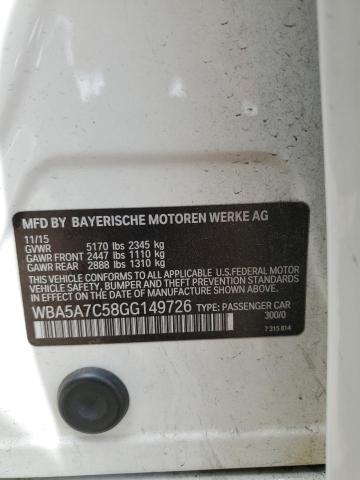 MFD BY BAYERISCHE MOTOREN WERKE AG
11/15
GVWR 5170 lbs 2345 kg
GAWR FRONT 2447 lbs 1110 kg
GAWR REAR 2888 lbs 1310 kg
THIS VEHICLE CONFORMS TO ALL APPLICABLE U.S. FEDERAL MOTOR
VEHICLE SAFETY, BUMPER, AND THEFT PREVENTION
STANDARDS IN EFFECT ON THE DATE OF MANUFACTURE SHOWN ABOVE.
WBA5A7C58GG149726 TYPE: PASSENGER CAR
300/0
7 315 814